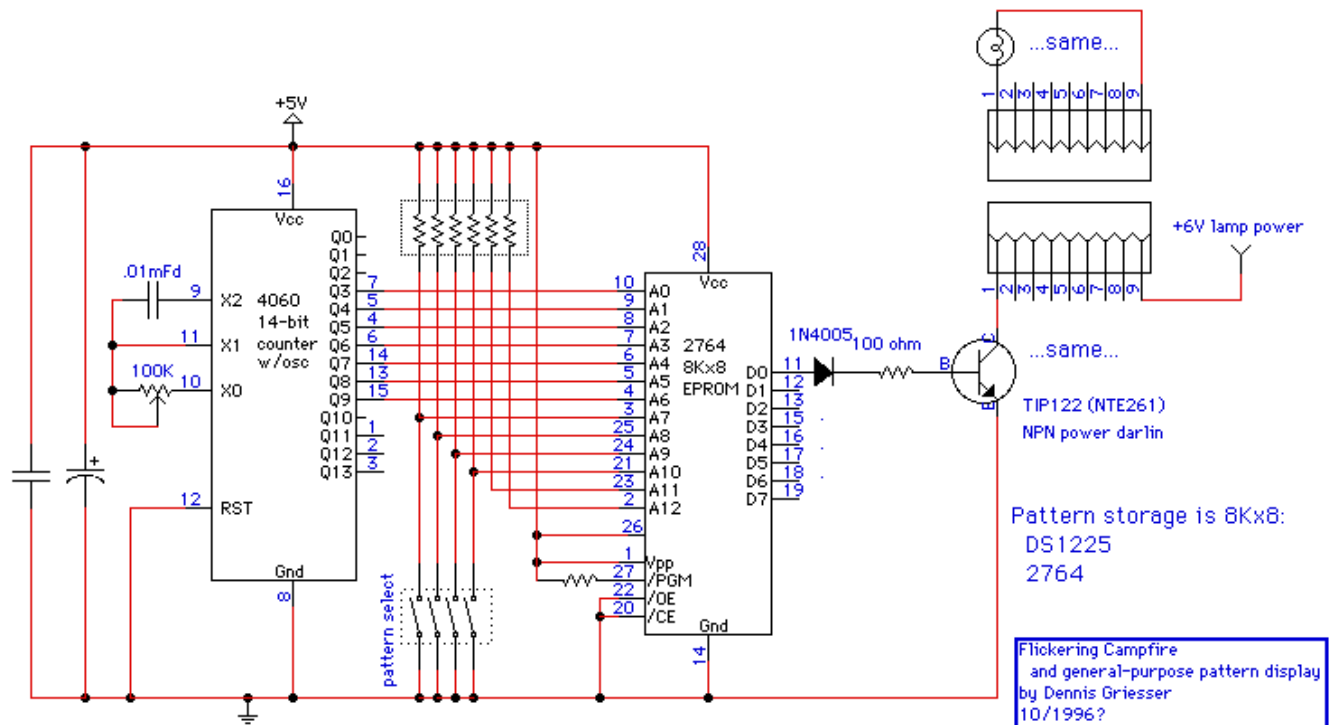 ...same...
1 2 3 4 5 6 7 8 9
+5V
+6V lamp power
1 2 3 4 5 6 7 8 9
16
Vcc
Q0
Q1
Q2
Q3 7
Q4 5
Q5 4
Q6 6
Q7 14
Q8 13
Q9 15
Q10
Q11 1
Q12 2
Q13 3
.01mFd
9 X2
11 X1
100K
10 X0
12 RST
4060
14-bit
counter
w/osc
Gnd
8
pattern select
28
Vcc
10 A0
9 A1
8 A2
7 A3
6 A4
5 A5
4 A6
3 A7
25 A8
24 A9
21 A10
23 A11
2 A12
26
1 Vpp
27 /PGM
22 /OE
20 /CE
2764
8Kx8
EPROM
D0 11
D1 12
D2 13
D3 15
D4 16
D5 17
D6 18
D7 19
Gnd
14
1N4005
100 ohm
B
C
E
...same...
TIP122 (NTE261)
NPN power darlin
+
Pattern storage is 8Kx8:
DS1225
2764
Flickering Campfire
and general-purpose pattern display
by Dennis Griesser
10/1996?